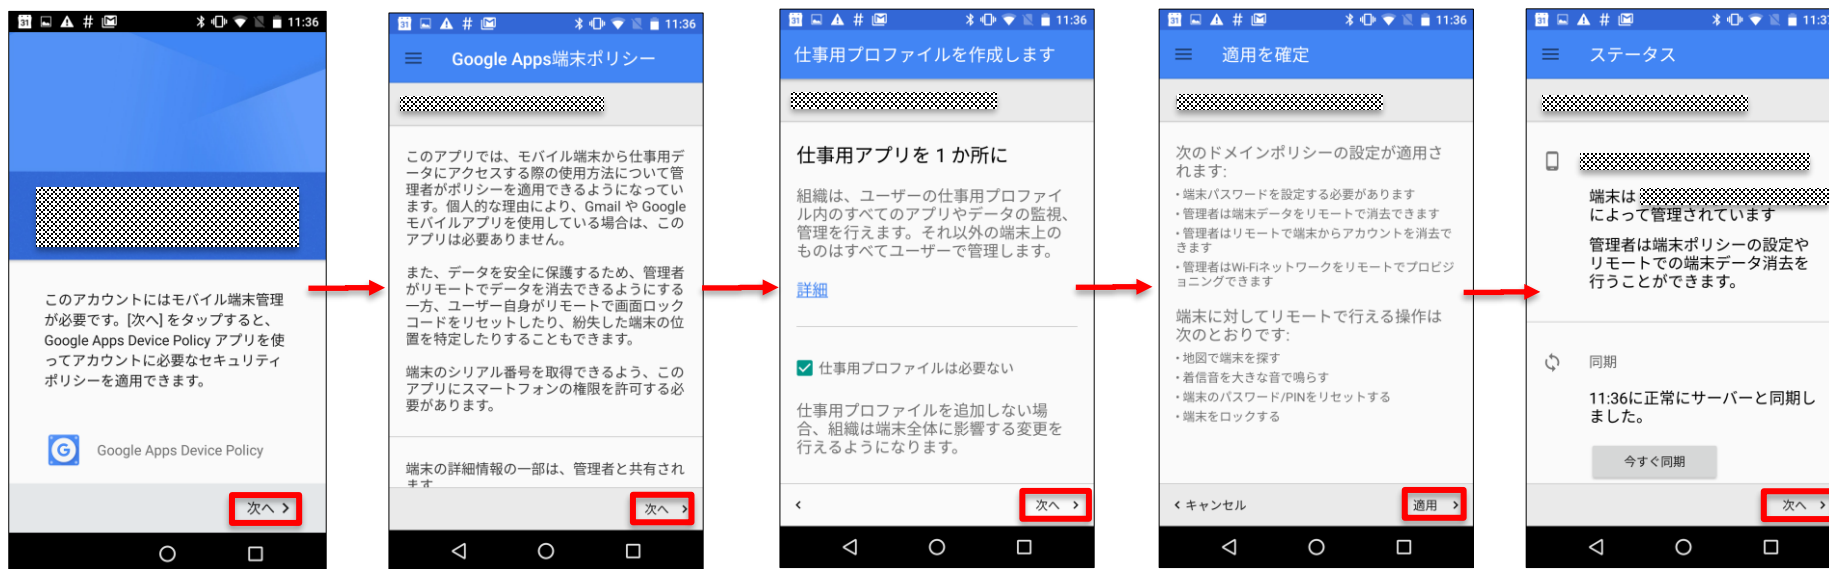 11:36
このアカウントにはモバイル端末管理
が必要です。[次へ] をタップすると、
Google Apps Device Policy アプリを使
ってアカウントに必要なセキュリティ
ポリシーを適用できます。
Google Apps Device Policy
次へ >
31
11:36
Google Apps端末ポリシー
このアプリでは、モバイル端末から仕事用デ
ータにアクセスする際の使用方法について管
理者がポリシーを適用できるようになってい
ます。個人的な理由により、Gmail や Google
モバイルアプリを使用している場合は、この
アプリは必要ありません。
また、データを安全に保護するため、管理者
がリモートでデータを消去できるようにする
一方、ユーザー自身がリモートで画面ロック
コードをリセットしたり、紛失した端末の位
置を特定したりすることもできます。
端末のシリアル番号を取得できるよう、この
アプリにスマートフォンの権限を許可する必
要があります。
端末の詳細情報の一部は、管理者と共有され
ます
次へ >
31
11:36
仕事用プロファイルを作成します
仕事用アプリを 1 か所に
組織は、ユーザーの仕事用プロファイ
ル内のすべてのアプリやデータの監視、
管理を行えます。それ以外の端末上の
ものはすべてユーザーで管理します。
詳細
仕事用プロファイルは必要ない
仕事用プロファイルを追加しない場
合、組織は端末全体に影響する変更を
行えるようになります。
< 次へ >
31
11:36
適用を確定
次のドメインポリシーの設定が適用さ
れます:
・端末パスワードを設定する必要があります
・管理者は端末データをリモートで消去できます
・管理者はリモートで端末からアカウントを消去で
きます
・管理者はWi-Fiネットワークをリモートでプロビジ
ョニングできます
端末に対してリモートで行える操作は
次のとおりです:
・地図で端末を探す
・着信音を大きな音で鳴らす
・端末のパスワード/PINをリセットする
・端末をロックする
< キャンセル 適用 >
31
ステータス
端末は
によって管理されています
管理者は端末ポリシーの設定や
リモートでの端末データ消去を
行うことができます。
同期
11:36に正常にサーバーと同期し
ました。
今すぐ同期
次へ >